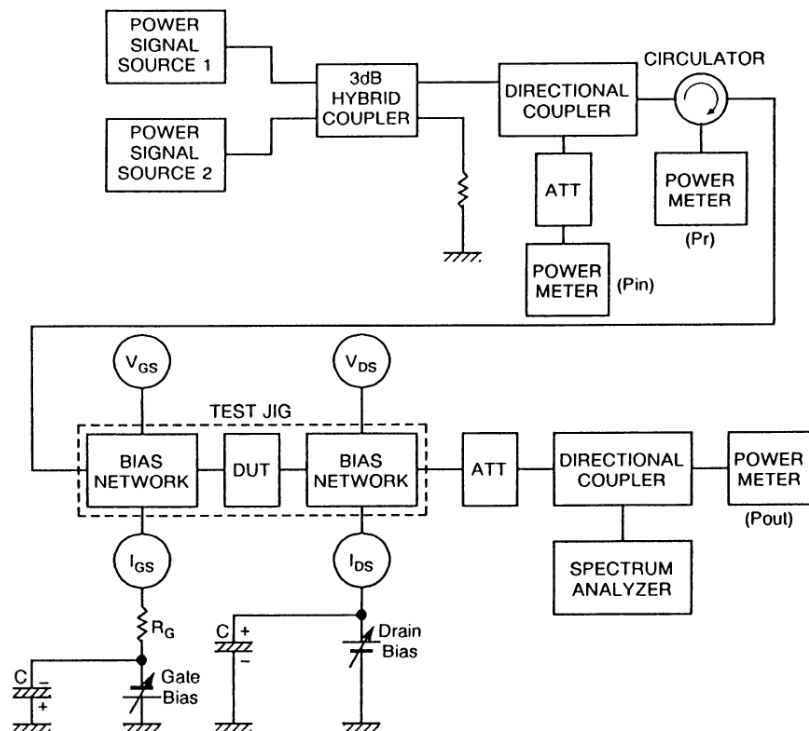 POWER
SIGNAL
SOURCE 1
POWER
SIGNAL
SOURCE 2
3dB
HYBRID
COUPLER
DIRECTIONAL
COUPLER
CIRCULATOR
ATT
POWER
METER
(Pin)
POWER
METER
(Pr)
VGS
VDS
TEST JIG
BIAS
NETWORK
DUT
BIAS
NETWORK
ATT
DIRECTIONAL
COUPLER
POWER
METER
(Pout)
SPECTRUM
ANALYZER
IGS
IDS
RG
C −
+
Gate
Bias
C +
−
Drain
Bias